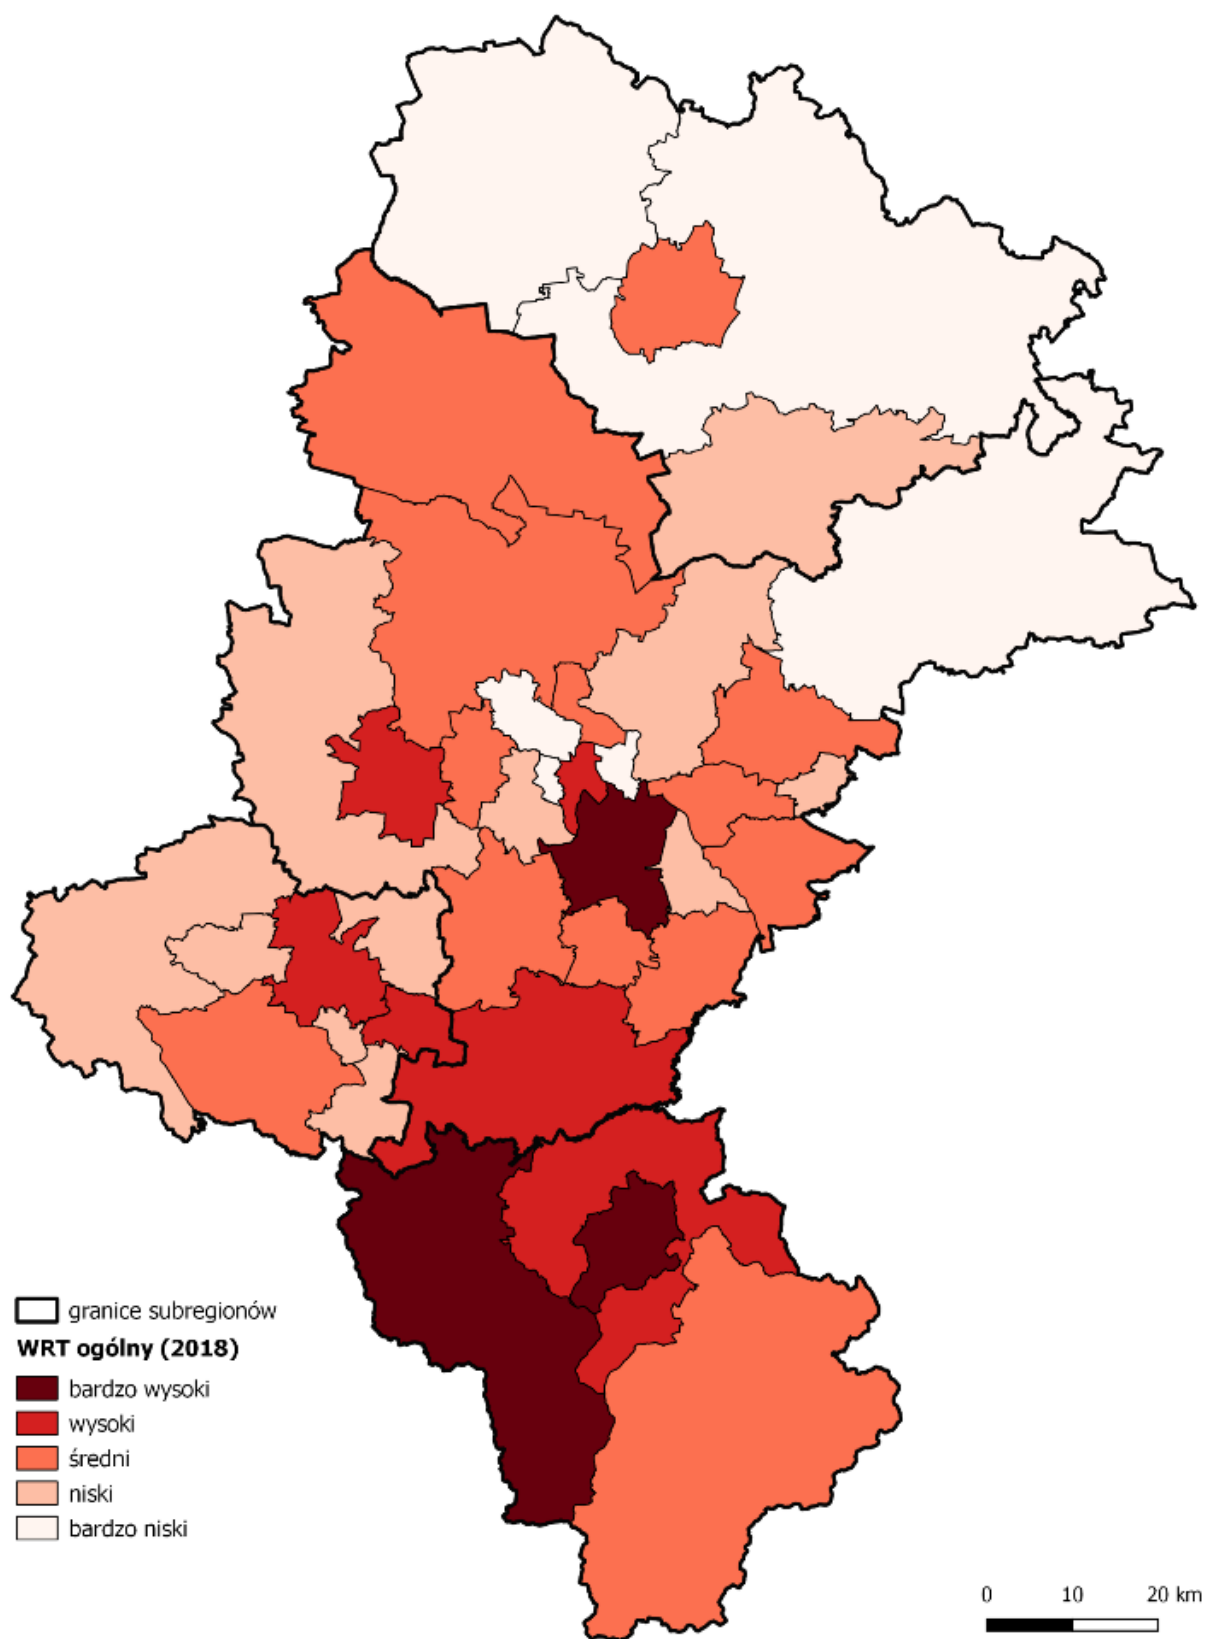 granice subregionów
WRT ogólny (2018)
bardzo wysoki
wysoki
średni
niski
bardzo niski
0 10 20 km